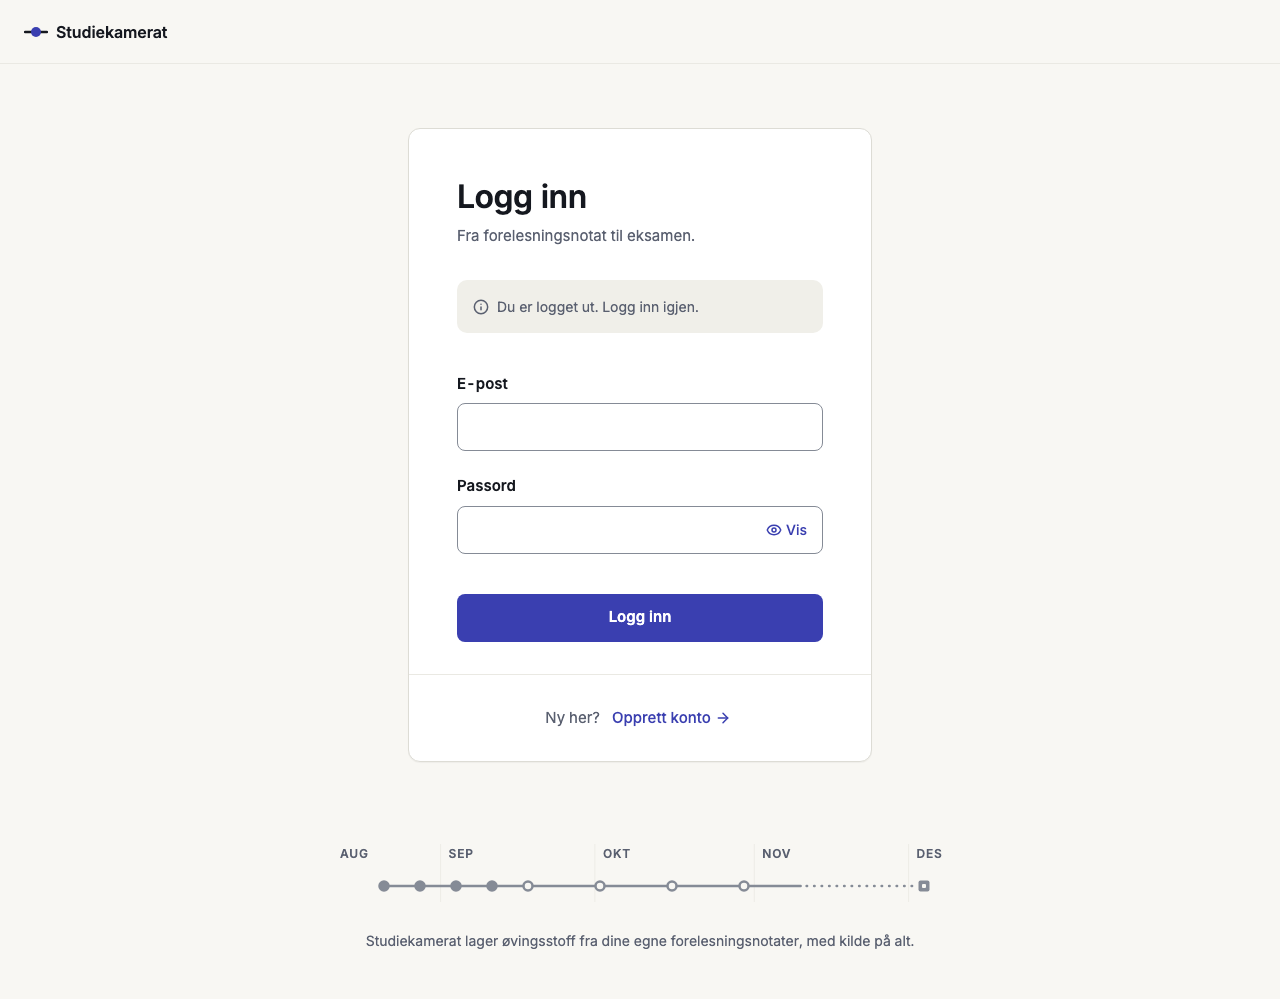 Studiekamerat
Logg inn
Fra forelesningsnotat til eksamen.
Du er logget ut. Logg inn igjen.
E-post
Passord
Vis
Logg inn
Ny her? Opprett konto →
AUG SEP OKT NOV DES
Studiekamerat lager øvingsstoff fra dine egne forelesningsnotater, med kilde på alt.